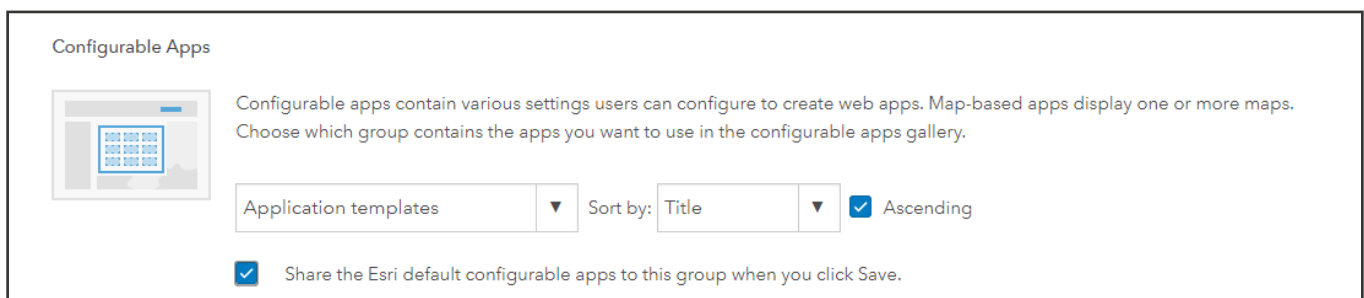 Configurable Apps
Configurable apps contain various settings users can configure to create web apps. Map-based apps display one or more maps.
Choose which group contains the apps you want to use in the configurable apps gallery.
Application templates ▼ Sort by: Title ▼ Ascending
Share the Esri default configurable apps to this group when you click Save.